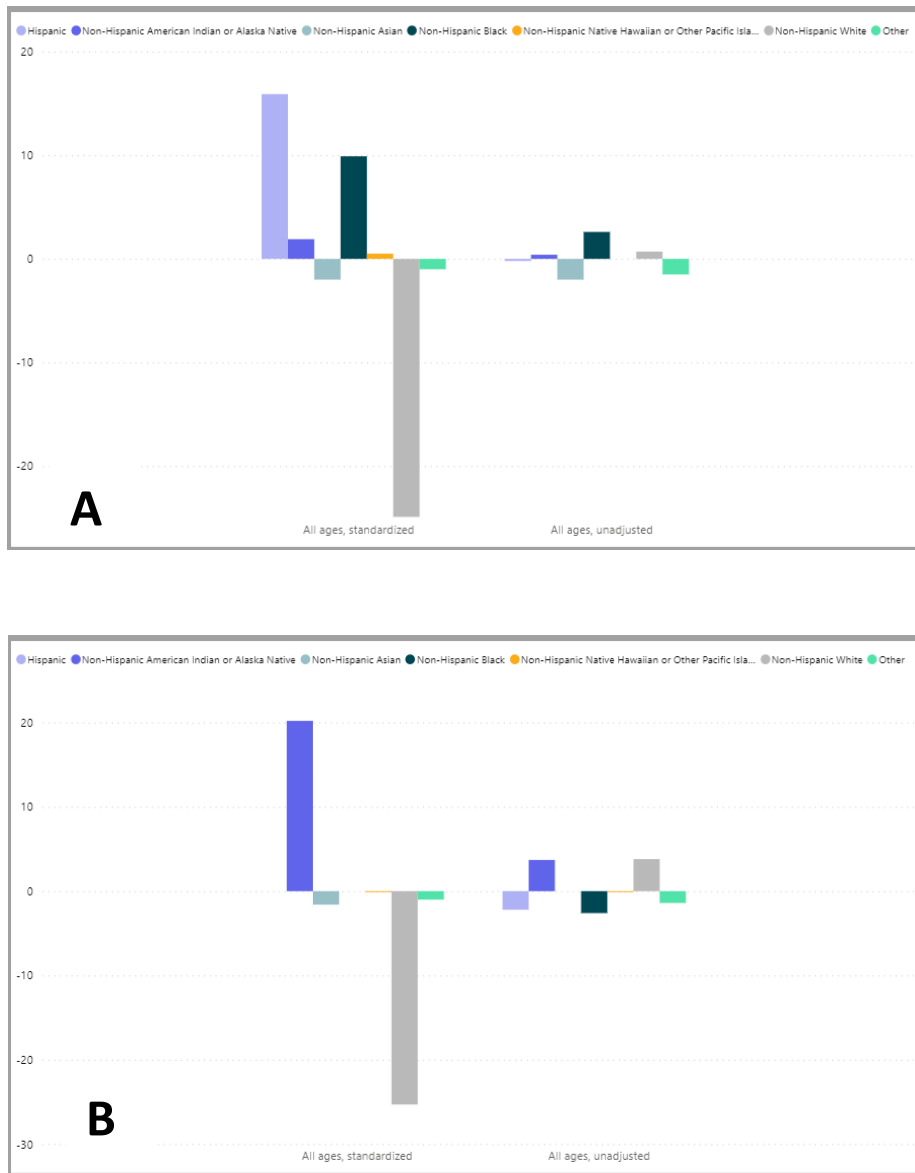 Hispanic Non-Hispanic American Indian or Alaska Native Non-Hispanic Asian Non-Hispanic Black Non-Hispanic Native Hawaiian or Other Pacific Isla... Non-Hispanic White Other
20
10
0
-10
-20
A
All ages, standardized All ages, unadjusted
Hispanic Non-Hispanic American Indian or Alaska Native Non-Hispanic Asian Non-Hispanic Black Non-Hispanic Native Hawaiian or Other Pacific Isla... Non-Hispanic White Other
20
10
0
-10
-20
B
-30
All ages, standardized All ages, unadjusted